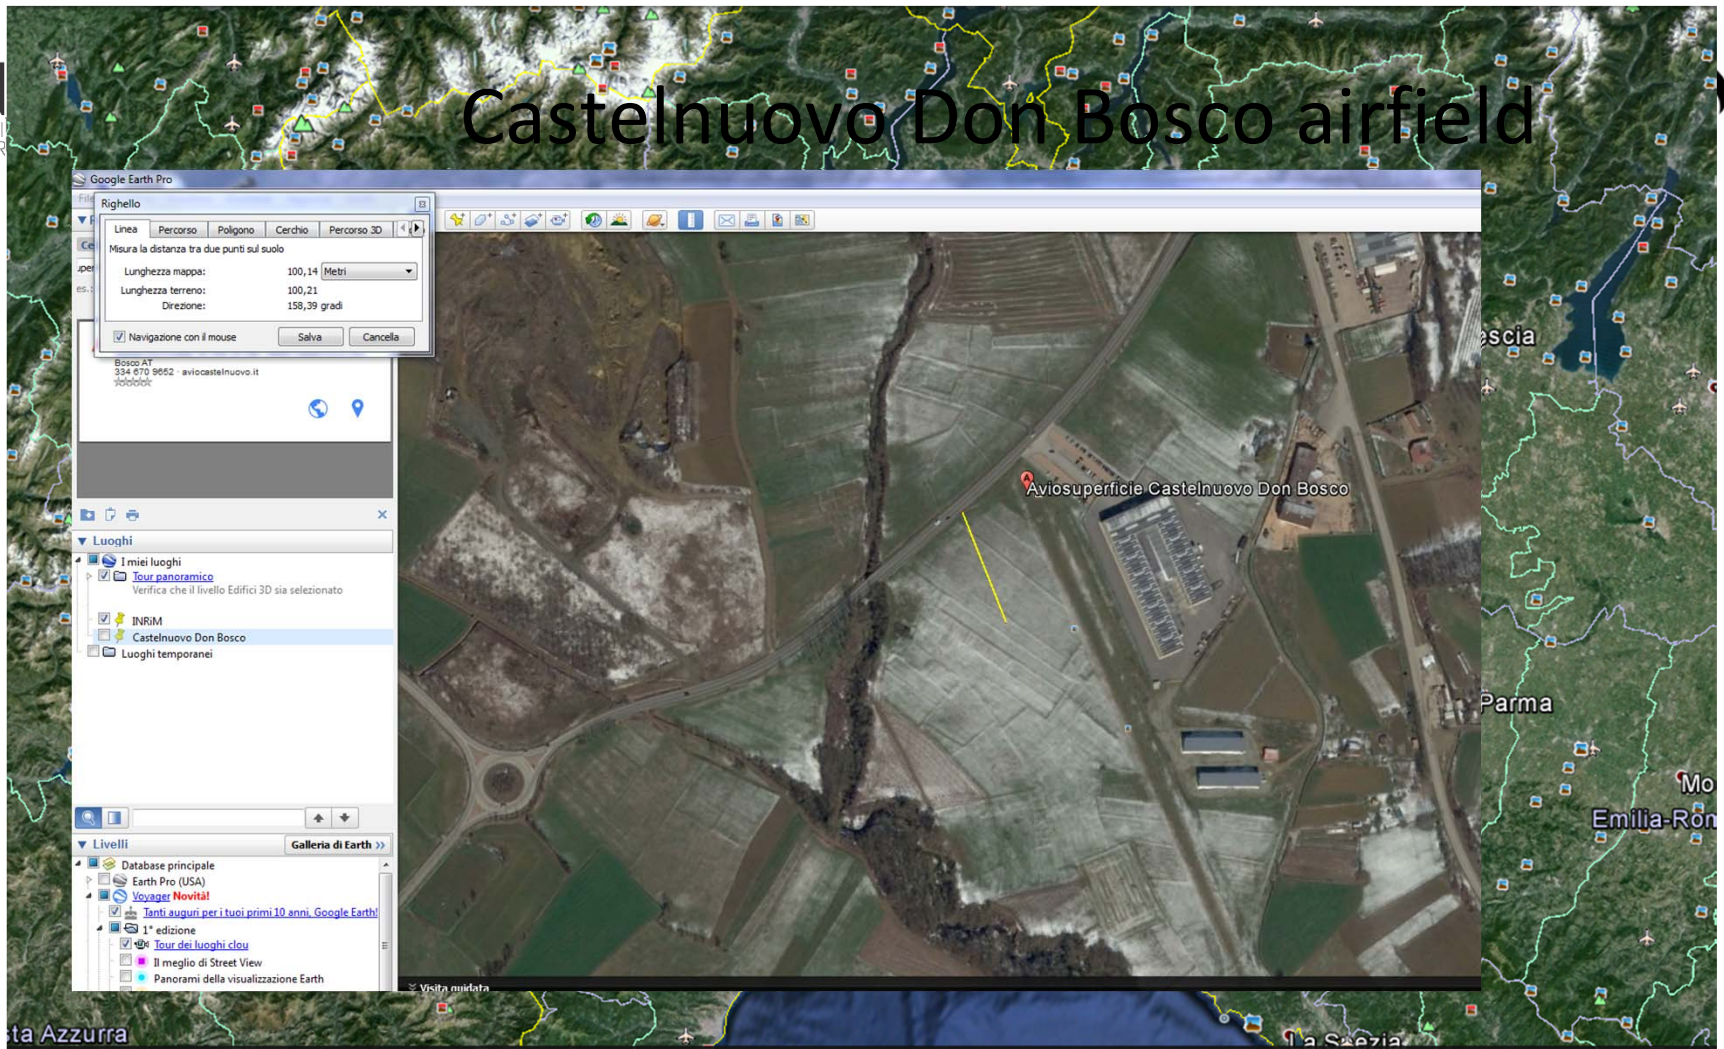 Castelnuovo Don Bosco airfield
Google Earth Pro
Righello
Linea Percorso Poligono Cerchio Percorso 3D
Misura la distanza tra due punti sul suolo
Lunghezza mappa: 100,14 Metri
Lunghezza terreno: 100,21
Direzione: 158,39 gradi
Navigazione con il mouse Salva Cancella
Bosco AT
334 670 9652 · aviocastelnuovo.it
Luoghi
I miei luoghi
Tour panoramico
Verifica che il livello Edifici 3D sia selezionato
INRiM
Castelnuovo Don Bosco
Luoghi temporanei
Livelli Galleria di Earth »
Database principale
Earth Pro (USA)
Voyager Novità!
Tanti auguri per i tuoi primi 10 anni, Google Earth!
1° edizione
Tour dei luoghi clou
Il meglio di Street View
Panorami della visualizzazione Earth
Aviosuperficie Castelnuovo Don Bosco
A
Visita guidata
escia
Parma
Mo
Emilia-Rom
sta Azzurra
La Spezia